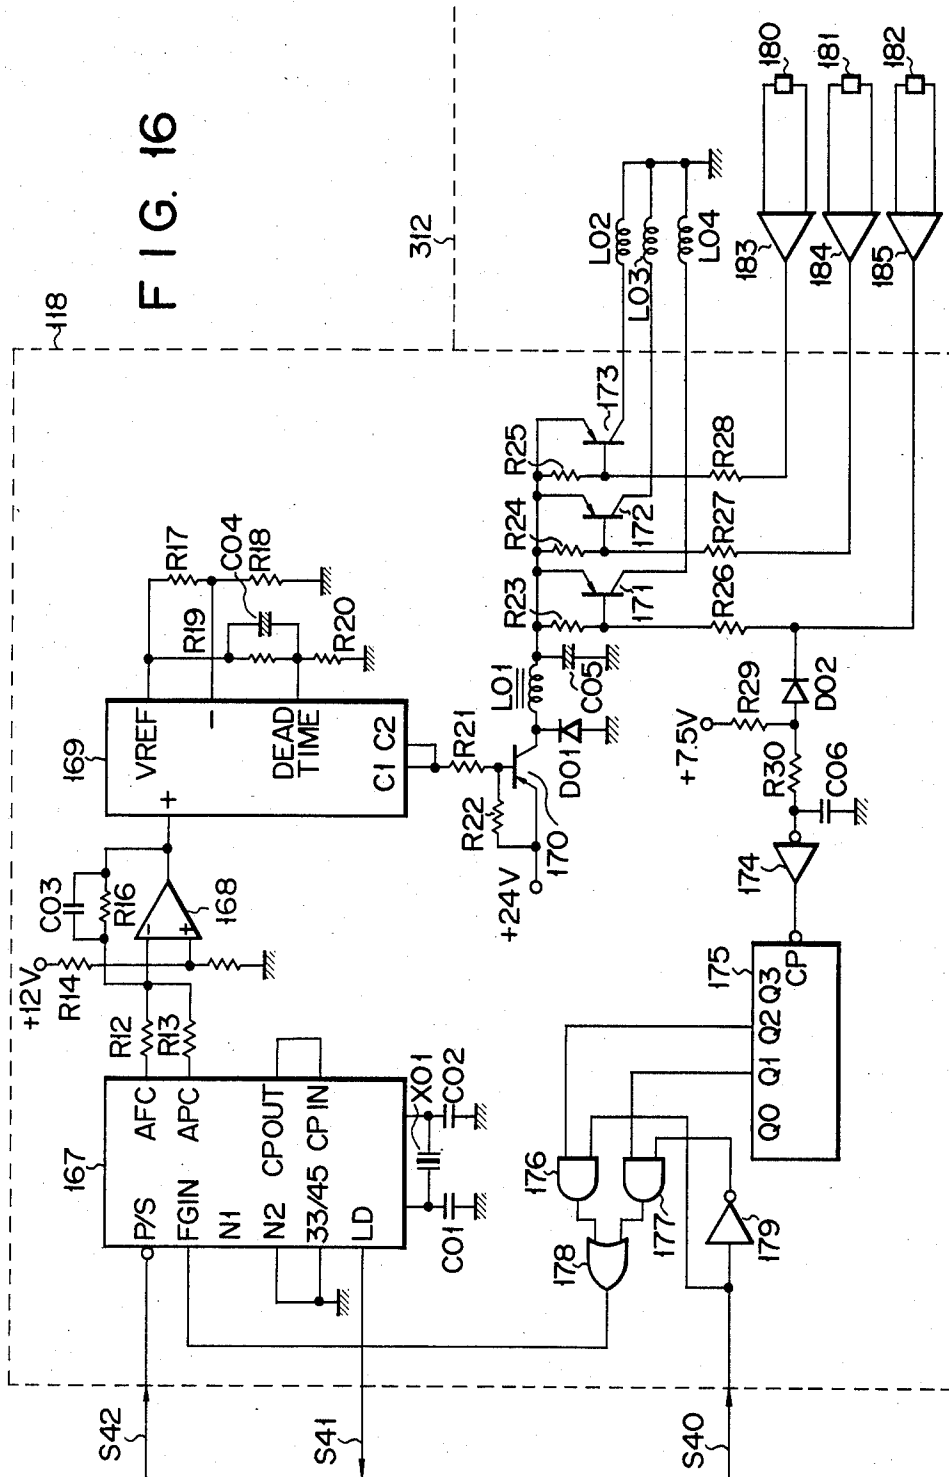 FIG. 16
118
312
S42
S41
S40
167
P/S
AFC
FGIN
APC
N1
N2
CPOUT
33/45
CPIN
LD
C01
X01
C02
R12
R13
+12V
R14
C03
R16
-
+
168
169
VREF
+
-
DEAD
TIME
C1
C2
R17
R18
R19
C04
R20
R21
R22
+24V
170
D01
L01
C05
R23
R24
R25
171
172
173
R26
R27
R28
L02
L03
L04
180
181
182
183
184
185
+7.5V
R29
D02
R30
C06
174
175
CP
Q0
Q1
Q2
Q3
176
177
178
179